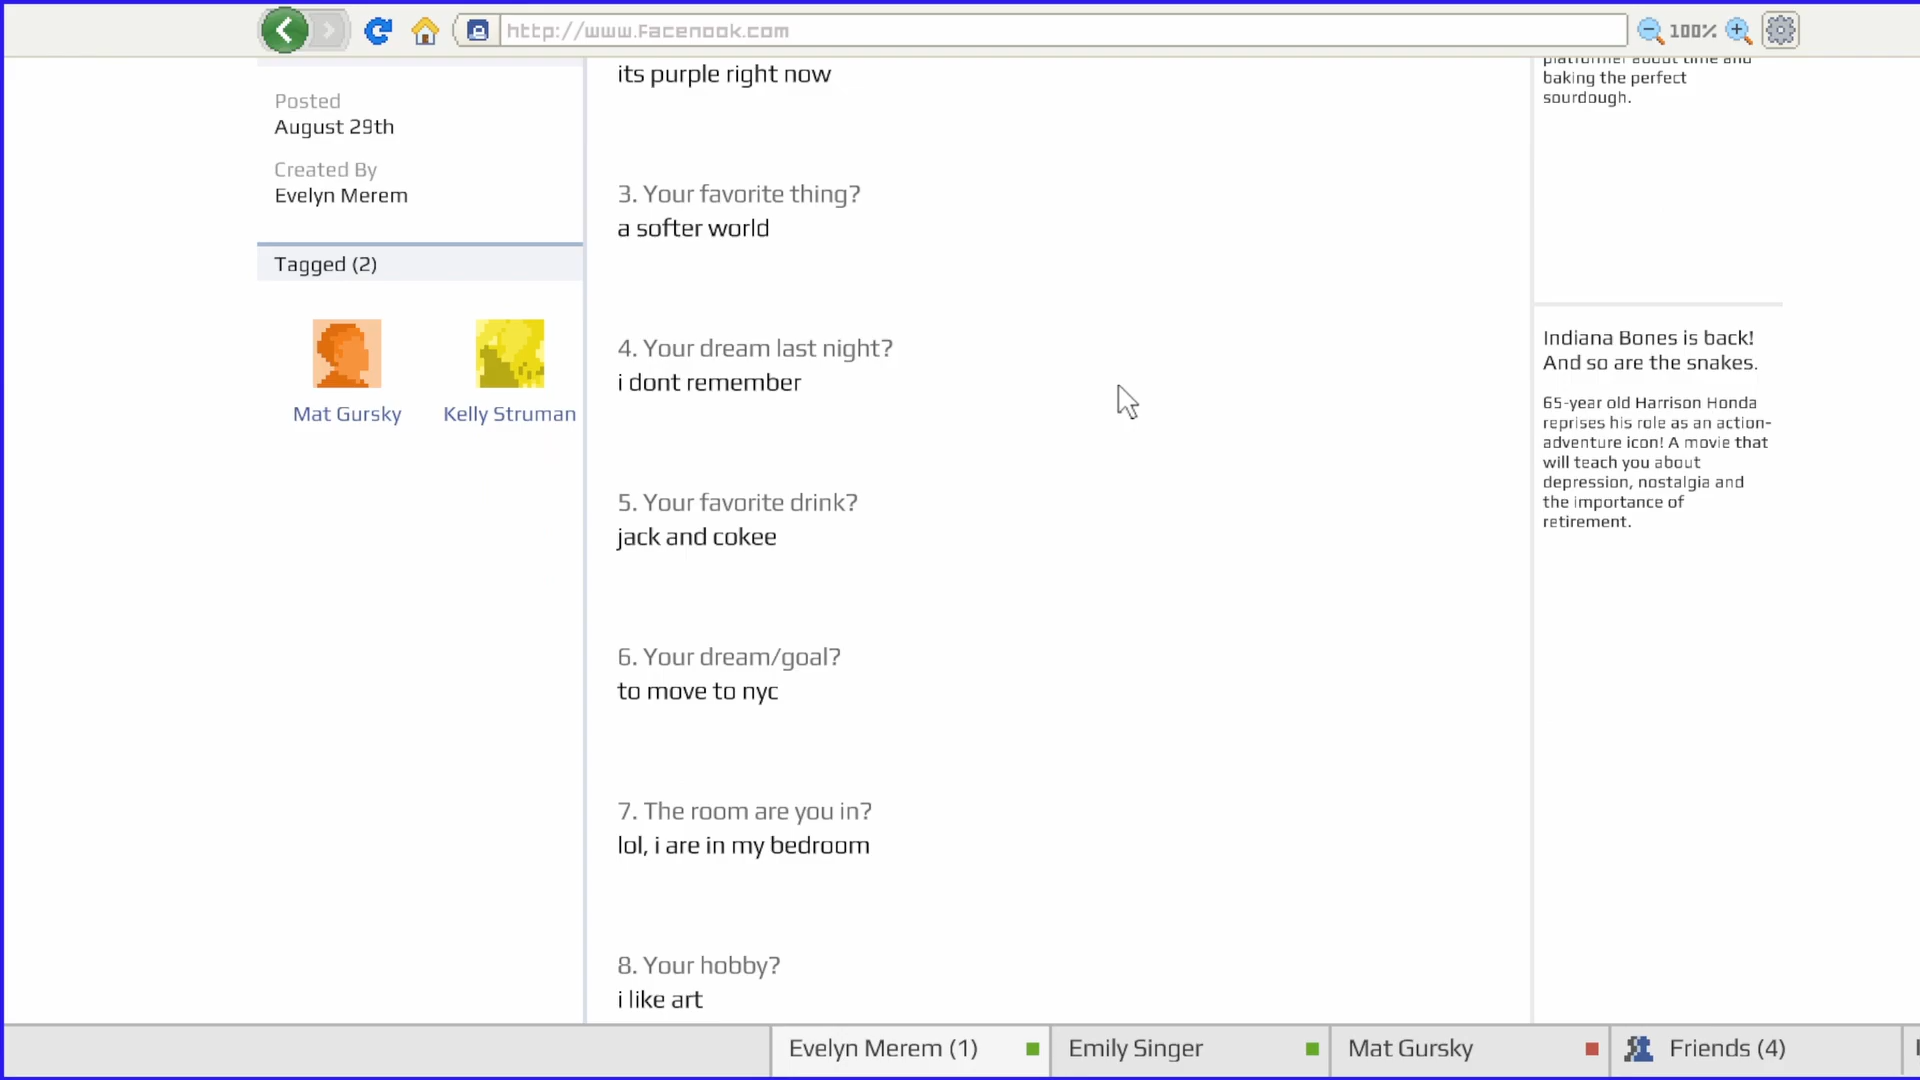 http://www.Facenook.com
100%
Posted
August 29th
Created By
Evelyn Merem
Tagged (2)
Mat Gursky
Kelly Struman
its purple right now
3. Your favorite thing?
a softer world
4. Your dream last night?
i dont remember
5. Your favorite drink?
jack and cokee
6. Your dream/goal?
to move to nyc
7. The room are you in?
lol, i are in my bedroom
8. Your hobby?
i like art
platformer about time and
baking the perfect
sourdough.
Indiana Bones is back!
And so are the snakes.
65-year old Harrison Honda
reprises his role as an action-
adventure icon! A movie that
will teach you about
depression, nostalgia and
the importance of
retirement.
Evelyn Merem (1)
Emily Singer
Mat Gursky
Friends (4)